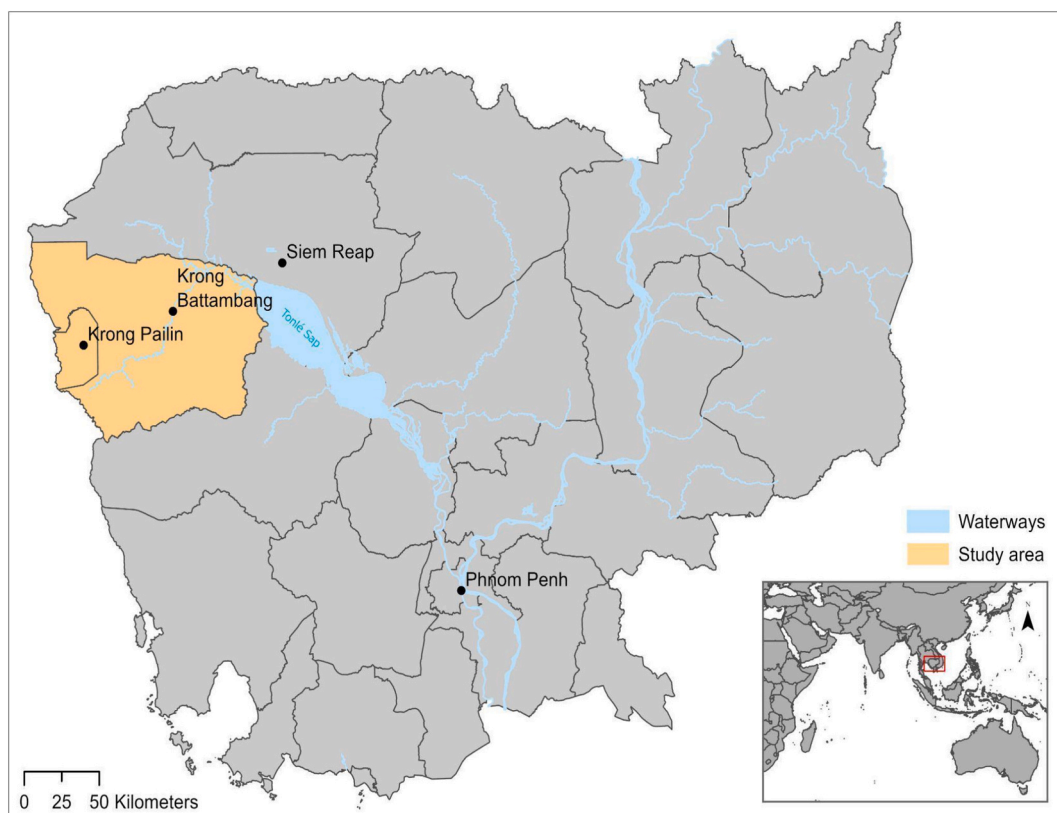 Siem Reap
Krong
Battambang
Krong Pailin
Tonlé Sap
Phnom Penh
Waterways
Study area
N
0 25 50 Kilometers